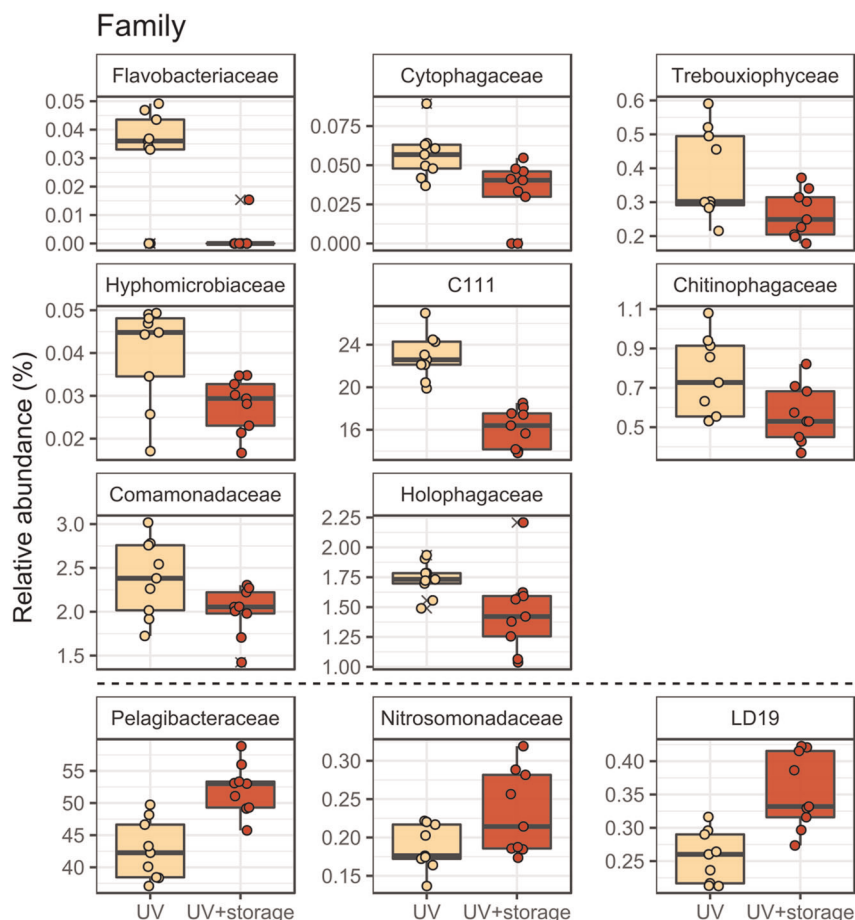 Family
Flavobacteriaceae Cytophagaceae Trebouxiophyceae
0.05 0.6
0.04 0.075 0.5
0.03 0.050 0.4
0.02
0.01 0.025 0.3
0.00 0.000 0.2
Hyphomicrobiaceae C111 Chitinophagaceae
0.05 1.1
0.04 24 0.9
0.03 20 0.7
0.02 16 0.5
Comamonadaceae Holophagaceae
3.0 2.25
2.5 2.00
2.0 1.75
1.5 1.50
1.25
1.00
Relative abundance (%)
Pelagibacteraceae Nitrosomonadaceae LD19
55 0.30 0.40
50 0.25 0.35
45 0.20 0.30
40 0.15 0.25
UV UV+storage UV UV+storage UV UV+storage